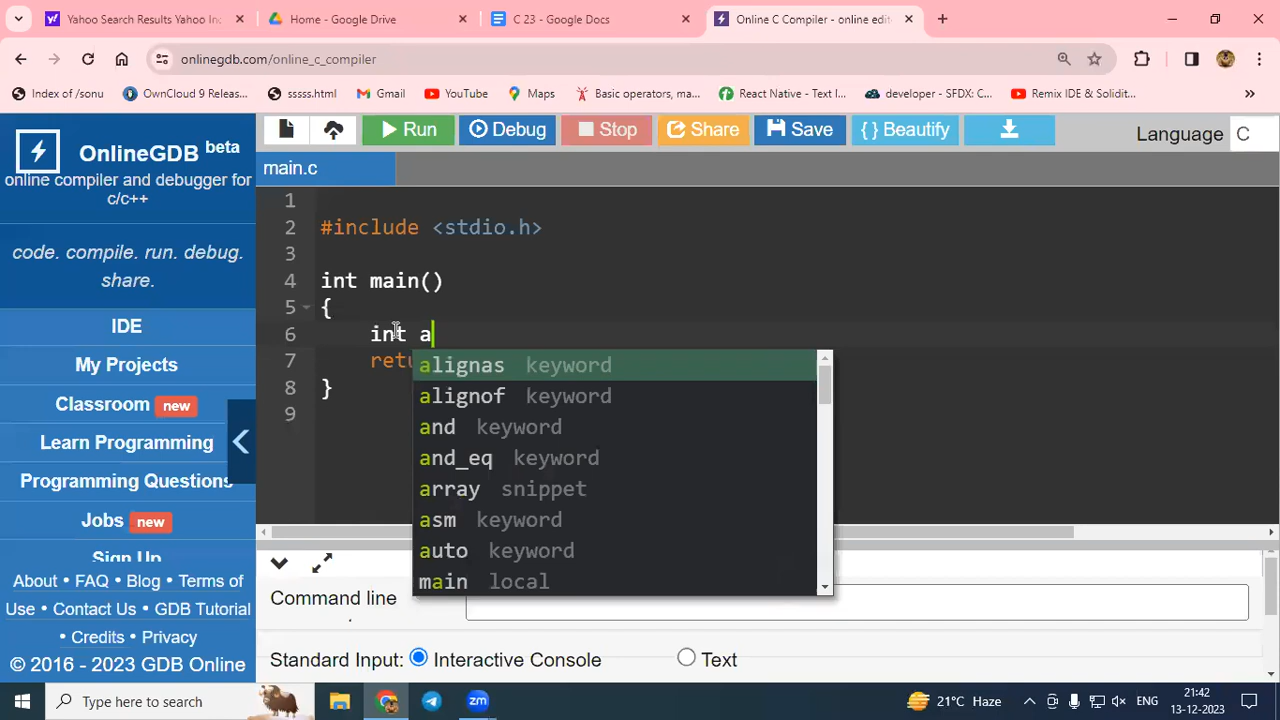 Yahoo Search Results Yahoo In
Home - Google Drive
C 23 - Google Docs
Online C Compiler - online edit
onlinegdb.com/online_c_compiler
Index of /sonu
OwnCloud 9 Releas...
sssss.html
Gmail
YouTube
Maps
Basic operators, ma...
React Native - Text I...
developer - SFDX: C...
Remix IDE & Solidit...
OnlineGDB beta
online compiler and debugger for
c/c++
code. compile. run. debug.
share.
IDE
My Projects
Classroom new
Learn Programming
Programming Questions
Jobs new
Sign Up
About • FAQ • Blog • Terms of
Use • Contact Us • GDB Tutorial
• Credits • Privacy
© 2016 - 2023 GDB Online
Run
Debug
Stop
Share
Save
{ } Beautify
Language C
main.c
1
2 #include <stdio.h>
3
4 int main()
5 {
6 int a
7 retu
8 }
9
alignas keyword
alignof keyword
and keyword
and_eq keyword
array snippet
asm keyword
auto keyword
main local
Command line
Standard Input: Interactive Console Text
Type here to search
21°C Haze
ENG
21:42
13-12-2023